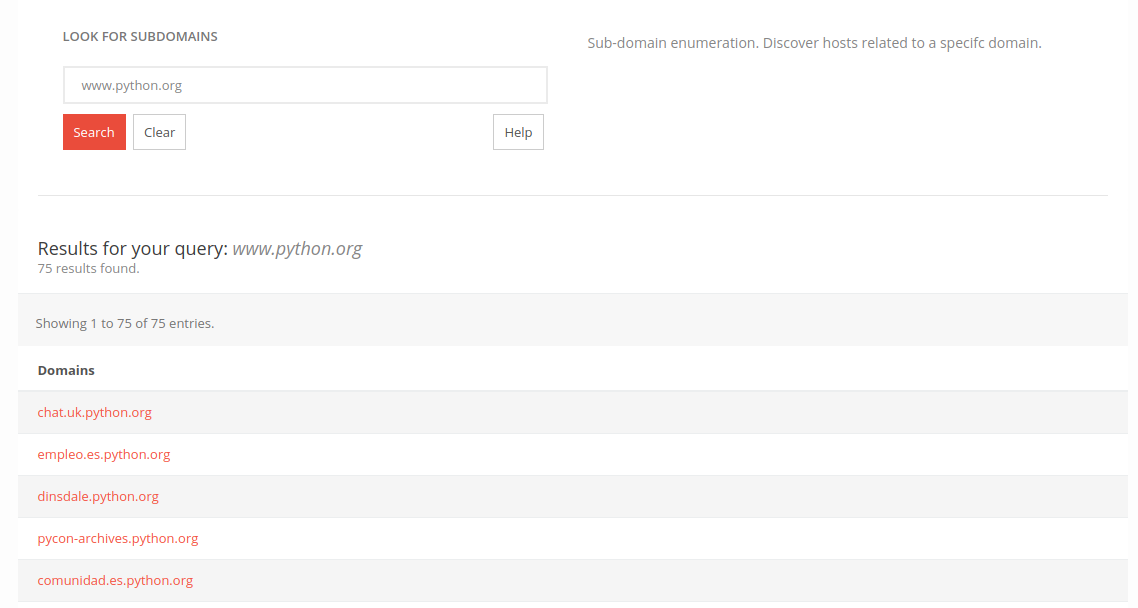 LOOK FOR SUBDOMAINS
Sub-domain enumeration. Discover hosts related to a specifc domain.
www.python.org
Search Clear Help
Results for your query: www.python.org
75 results found.
Showing 1 to 75 of 75 entries.
Domains
chat.uk.python.org
empleo.es.python.org
dinsdale.python.org
pycon-archives.python.org
comunidad.es.python.org